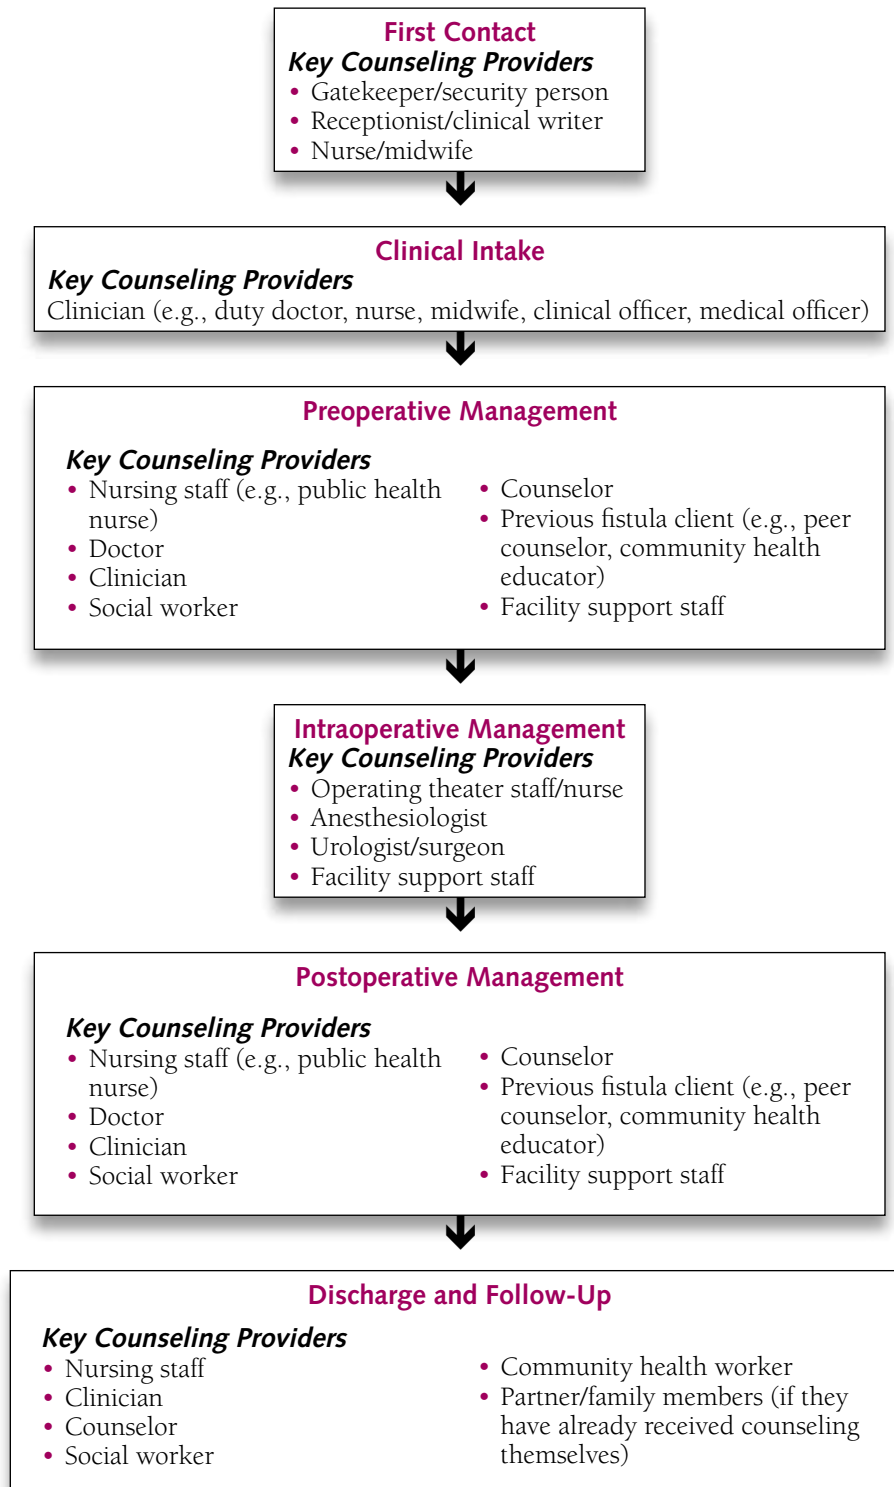 First Contact
Key Counseling Providers
• Gatekeeper/security person
• Receptionist/clinical writer
• Nurse/midwife
Clinical Intake
Key Counseling Providers
Clinician (e.g., duty doctor, nurse, midwife, clinical officer, medical officer)
Preoperative Management
Key Counseling Providers
• Nursing staff (e.g., public health
nurse)
• Doctor
• Clinician
• Social worker
• Counselor
• Previous fistula client (e.g., peer
counselor, community health
educator)
• Facility support staff
Intraoperative Management
Key Counseling Providers
• Operating theater staff/nurse
• Anesthesiologist
• Urologist/surgeon
• Facility support staff
Postoperative Management
Key Counseling Providers
• Nursing staff (e.g., public health
nurse)
• Doctor
• Clinician
• Social worker
• Counselor
• Previous fistula client (e.g., peer
counselor, community health
educator)
• Facility support staff
Discharge and Follow-Up
Key Counseling Providers
• Nursing staff
• Clinician
• Counselor
• Social worker
• Community health worker
• Partner/family members (if they
have already received counseling
themselves)